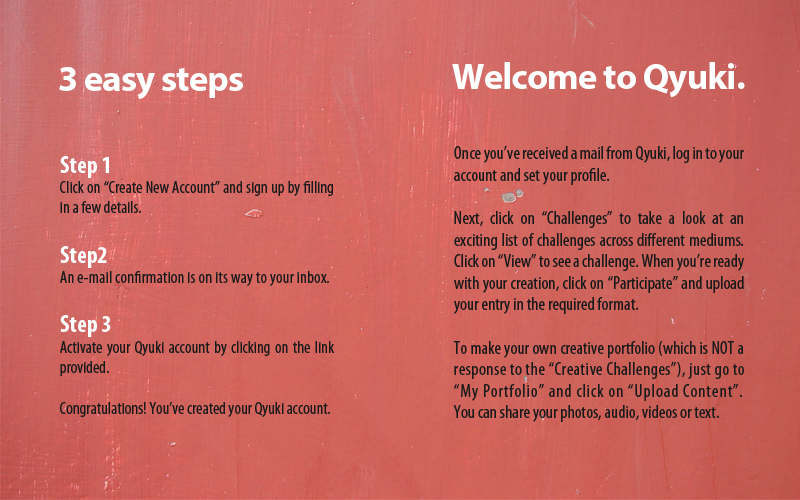 3 easy steps
Step 1
Click on “Create New Account” and sign up by filling
in a few details.
Step2
An e-mail confirmation is on its way to your inbox.
Step 3
Activate your Qyuki account by clicking on the link
provided.
Congratulations! You’ve created your Qyuki account.
Welcome to Qyuki.
Once you’ve received a mail from Qyuki, log in to your
account and set your profile.
Next, click on “Challenges” to take a look at an
exciting list of challenges across different mediums.
Click on “View” to see a challenge. When you’re ready
with your creation, click on “Participate” and upload
your entry in the required format.
To make your own creative portfolio (which is NOT a
response to the “Creative Challenges”), just go to
“My Portfolio” and click on “Upload Content”.
You can share your photos, audio, videos or text.